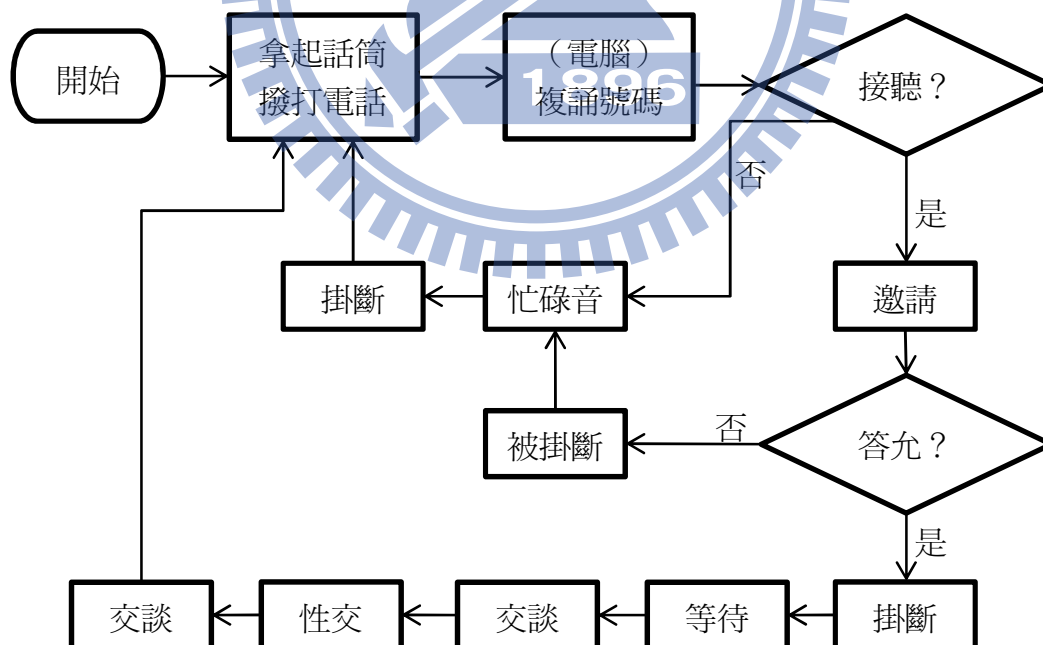 開始
拿起話筒
撥打電話
（電腦）
複誦號碼
接聽？
1896
否
是
掛斷
忙碌音
邀請
被掛斷
否
答允？
是
交談
性交
交談
等待
掛斷